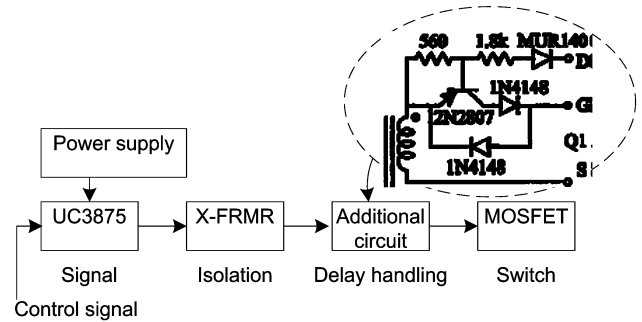 560 1.8k MUR140
D
1N4148
2N2807
G
Q1
1N4148
S
Power supply
UC3875 X-FRMR Additional circuit MOSFET
Signal Isolation Delay handling Switch
Control signal